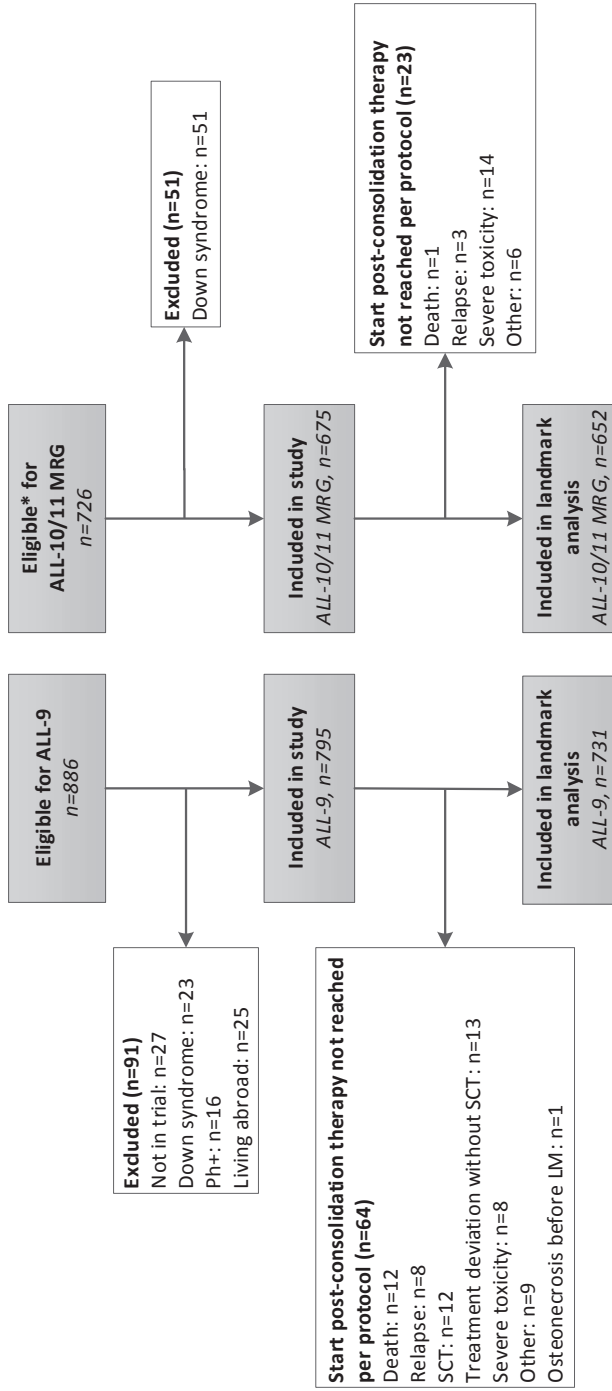 Eligible for ALL-9
n=886
Excluded (n=91)
Not in trial: n=27
Down syndrome: n=23
Ph+: n=16
Living abroad: n=25
Included in study
ALL-9, n=795
Start post-consolidation therapy not reached
per protocol (n=64)
Death: n=12
Relapse: n=8
SCT: n=12
Treatment deviation without SCT: n=13
Severe toxicity: n=8
Other: n=9
Osteonecrosis before LM: n=1
Included in landmark
analysis
ALL-9, n=731
Eligible* for
ALL-10/11 MRG
n=726
Excluded (n=51)
Down syndrome: n=51
Included in study
ALL-10/11 MRG, n=675
Start post-consolidation therapy
not reached per protocol (n=23)
Death: n=1
Relapse: n=3
Severe toxicity: n=14
Other: n=6
Included in landmark
analysis
ALL-10/11 MRG, n=652